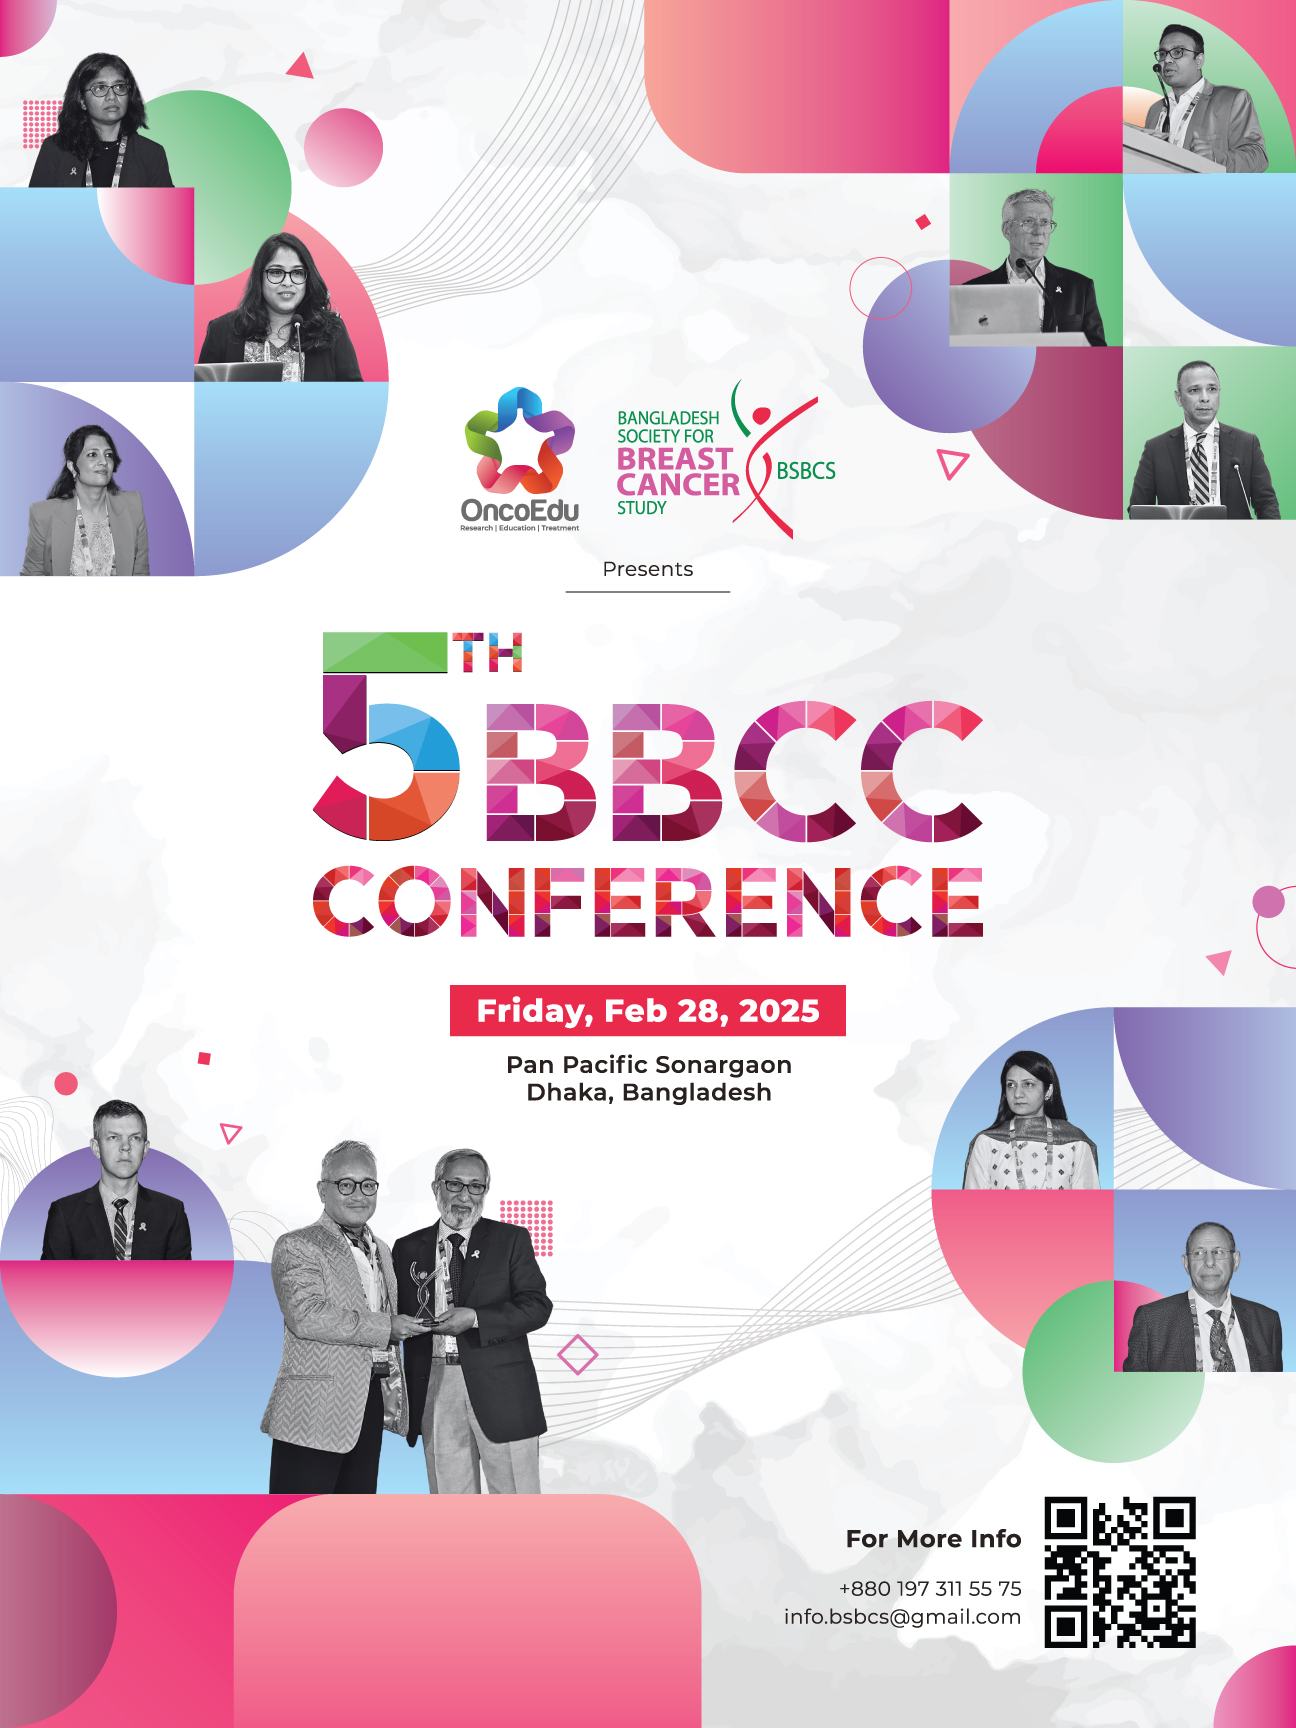 OncoEdu
Research | Education | Treatment
BANGLADESH
SOCIETY FOR
BREAST
CANCER
STUDY
BSBCS
Presents
5TH BBCC
CONFERENCE
Friday, Feb 28, 2025
Pan Pacific Sonargaon
Dhaka, Bangladesh
For More Info
+880 197 311 55 75
info.bsbcs@gmail.com